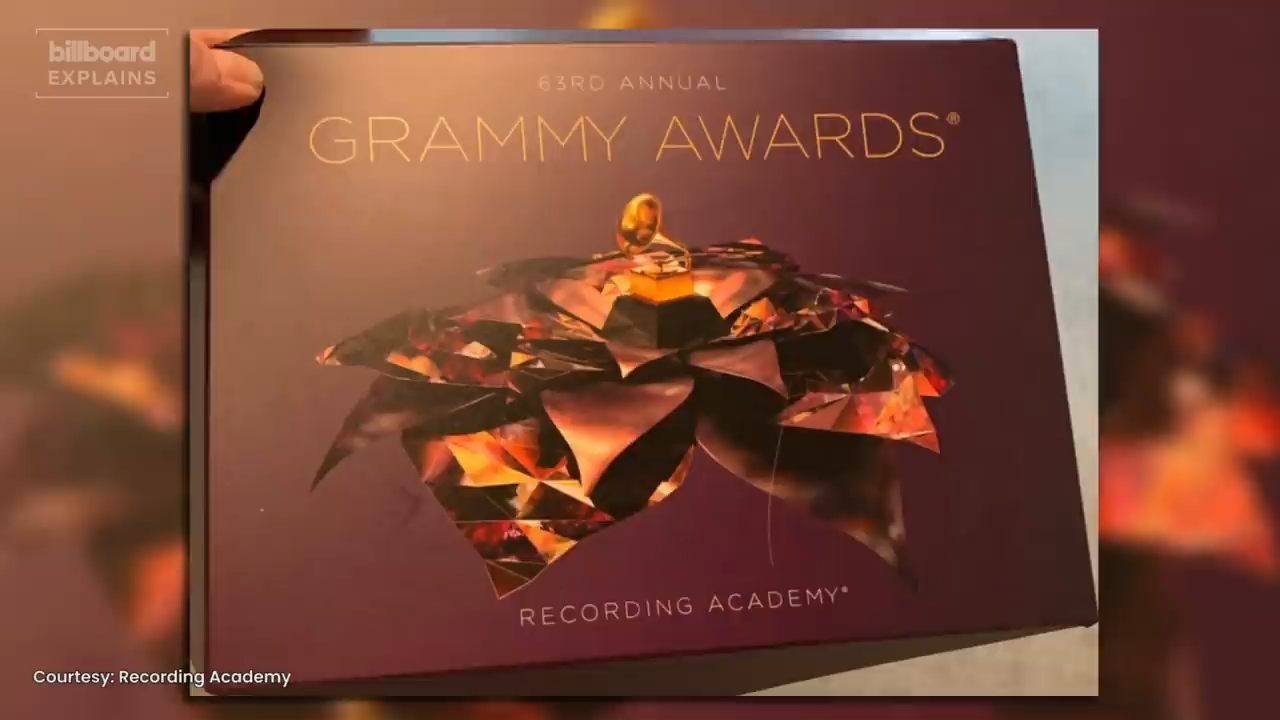 billboard
EXPLAINS
63RD ANNUAL
GRAMMY AWARDS®
RECORDING ACADEMY®
Courtesy: Recording Academy